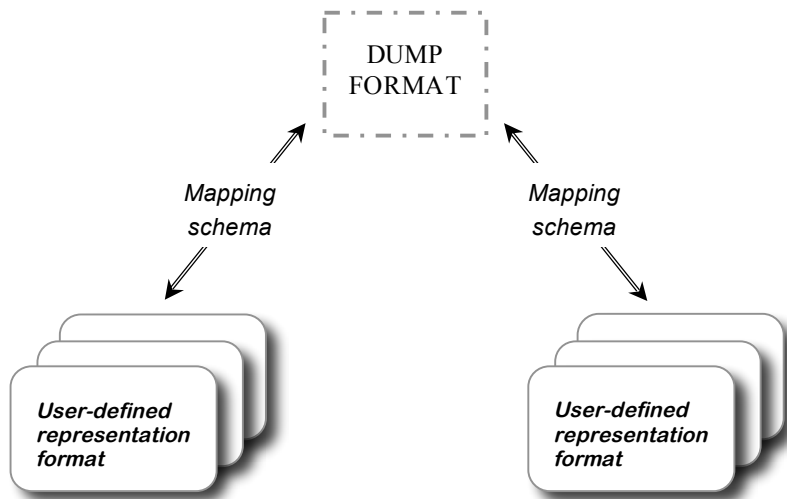 DUMP
FORMAT
Mapping
schema
Mapping
schema
User-defined
representation
format
User-defined
representation
format